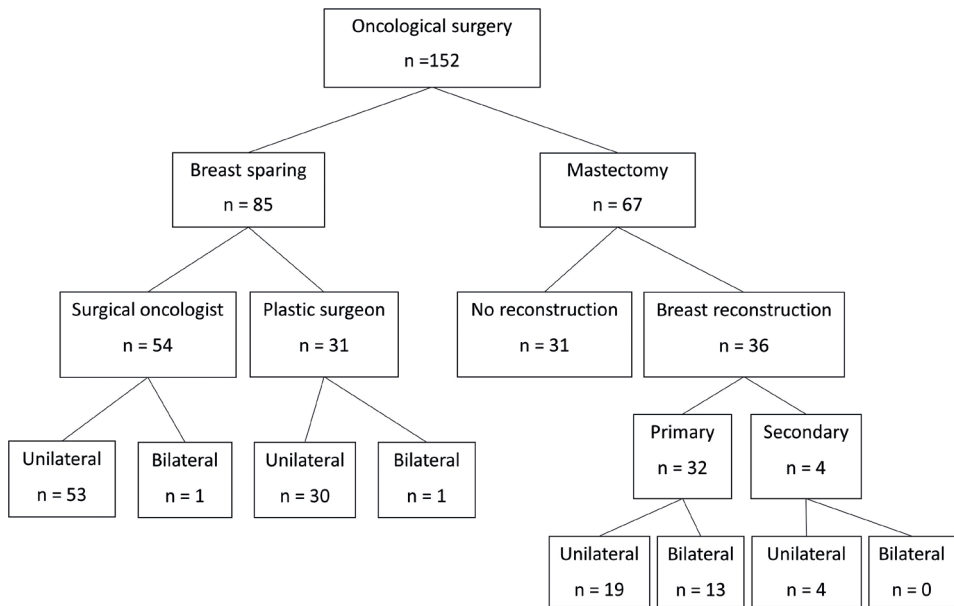 Oncological surgery
n =152
Breast sparing
n = 85
Mastectomy
n = 67
Surgical oncologist
n = 54
Plastic surgeon
n = 31
No reconstruction
n = 31
Breast reconstruction
n = 36
Primary
n = 32
Secondary
n = 4
Unilateral
n = 53
Bilateral
n = 1
Unilateral
n = 30
Bilateral
n = 1
Unilateral
n = 19
Bilateral
n = 13
Unilateral
n = 4
Bilateral
n = 0